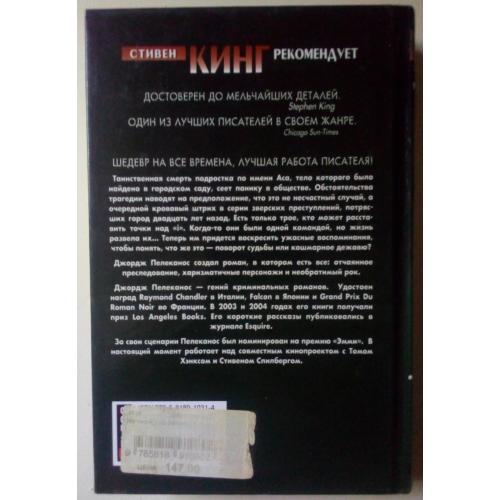 СТИВЕН КИНГ РЕКОМЕНДУЕТ
ДОСТОВЕРЕН ДО МЕЛЬЧАЙШИХ ДЕТАЛЕЙ.
Stephen King
ОДИН ИЗ ЛУЧШИХ ПИСАТЕЛЕЙ В СВОЕМ ЖАНРЕ.
Chicago Sun-Times
ШЕДЕВР НА ВСЕ ВРЕМЕНА, ЛУЧШАЯ РАБОТА ПИСАТЕЛЯ!
Таинственная смерть подростка по имени Аса, тело которого было
найдено в городском саду, сеет панику в обществе. Обстоятельства
трагедии наводят на предположение, что это не несчастный случай, а
очередной кровавый штрих в серии зверских преступлений, потряс-
ших город двадцать лет назад. Есть только трое, кто может расста-
вить точки над «i». Когда-то они были одной командой, но жизнь
развела их... Теперь им придется воскресить ужасные воспоминания,
чтобы понять, что же это — поворот судьбы или кошмарное дежавю?
Джордж Пелеканос создал роман, в котором есть все: отчаянное
преследование, харизматичные персонажи и необратимый рок.
Джордж Пелеканос — гений криминальных романов. Удостоен
наград Raymond Chandler в Италии, Falcon в Японии и Grand Prix Du
Roman Noir во Франции. В 2003 и 2004 годах его книги получали
приз Los Angeles Books. Его короткие рассказы публиковались в
журнале Esquire.
За свои сценарии Пелеканос был номинирован на премию «Эмми». В
настоящий момент работает над совместным кинопроектом с Томом
Хэнксом и Стивеном Спилбергом.
147.00